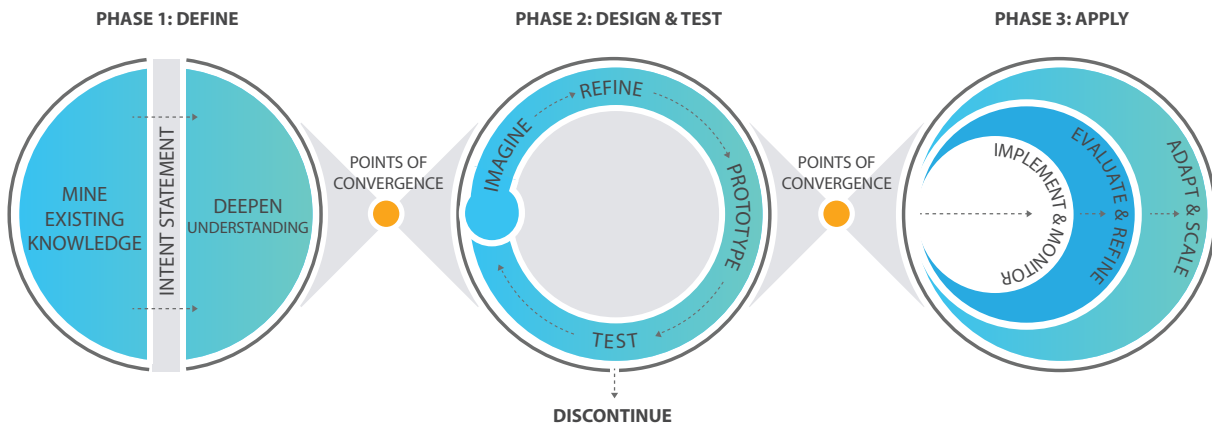 PHASE 1: DEFINE
MINE
EXISTING
KNOWLEDGE
INTENT STATEMENT
DEEPEN
UNDERSTANDING
POINTS OF
CONVERGENCE
PHASE 2: DESIGN & TEST
IMAGINE
REFINE
PROTOTYPE
TEST
DISCONTINUE
POINTS OF
CONVERGENCE
PHASE 3: APPLY
IMPLEMENT & MONITOR
EVALUATE & REFINE
ADAPT & SCALE